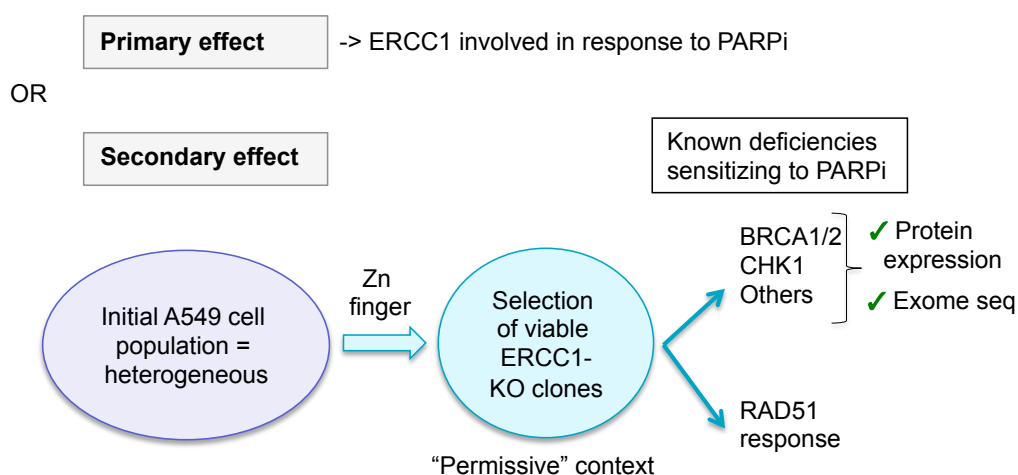 Primary effect -> ERCC1 involved in response to PARPi
OR
Secondary effect
Known deficiencies
sensitizing to PARPi
Initial A549 cell
population =
heterogeneous
Zn
finger
Selection
of viable
ERCC1-
KO clones
"Permissive" context
BRCA1/2
CHK1
Others
✓ Protein
expression
✓ Exome seq
RAD51
response